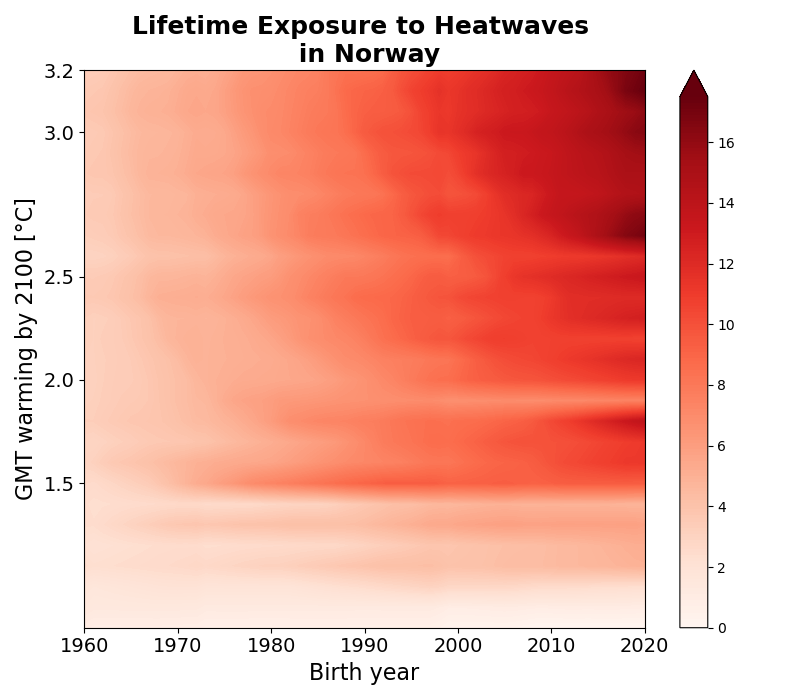 Lifetime Exposure to Heatwaves
in Norway
GMT warming by 2100 [°C]
3.2
3.0
2.5
2.0
1.5
1960 1970 1980 1990 2000 2010 2020
Birth year
16
14
12
10
8
6
4
2
0